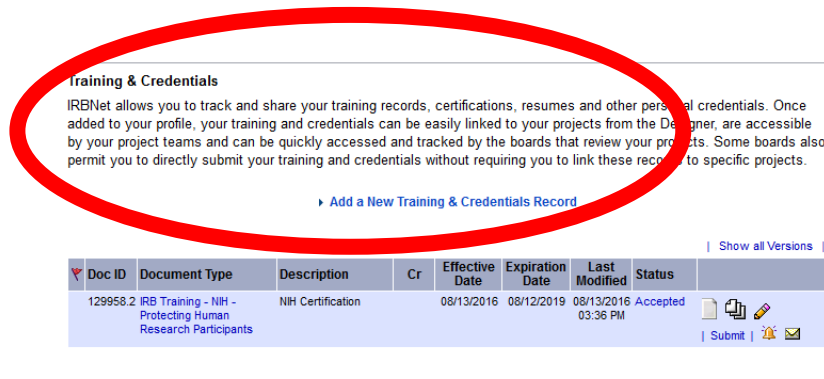 Training & Credentials
IRBNet allows you to track and share your training records, certifications, resumes and other personal credentials. Once
added to your profile, your training and credentials can be easily linked to your projects from the Designer, are accessible
by your project teams and can be quickly accessed and tracked by the boards that review your projects. Some boards also
permit you to directly submit your training and credentials without requiring you to link these records to specific projects.
Add a New Training & Credentials Record
| Show all Versions |
Doc ID Document Type Description Cr Effective Date Expiration Date Last Modified Status
129958.2 IRB Training - NIH - NIH Certification 08/13/2016 08/12/2019 08/13/2016 Accepted
Protecting Human 03:36 PM
Research Participants
| Submit |